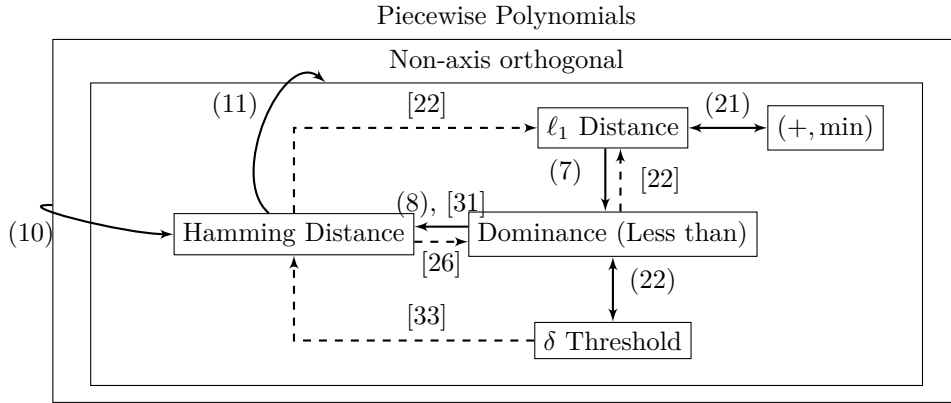 Piecewise Polynomials
Non-axis orthogonal
(11)
[22]
(21)
ℓ₁ Distance
(+, min)
(7)
[22]
(8), [31]
(10)
Hamming Distance
Dominance (Less than)
[26]
(22)
[33]
δ Threshold